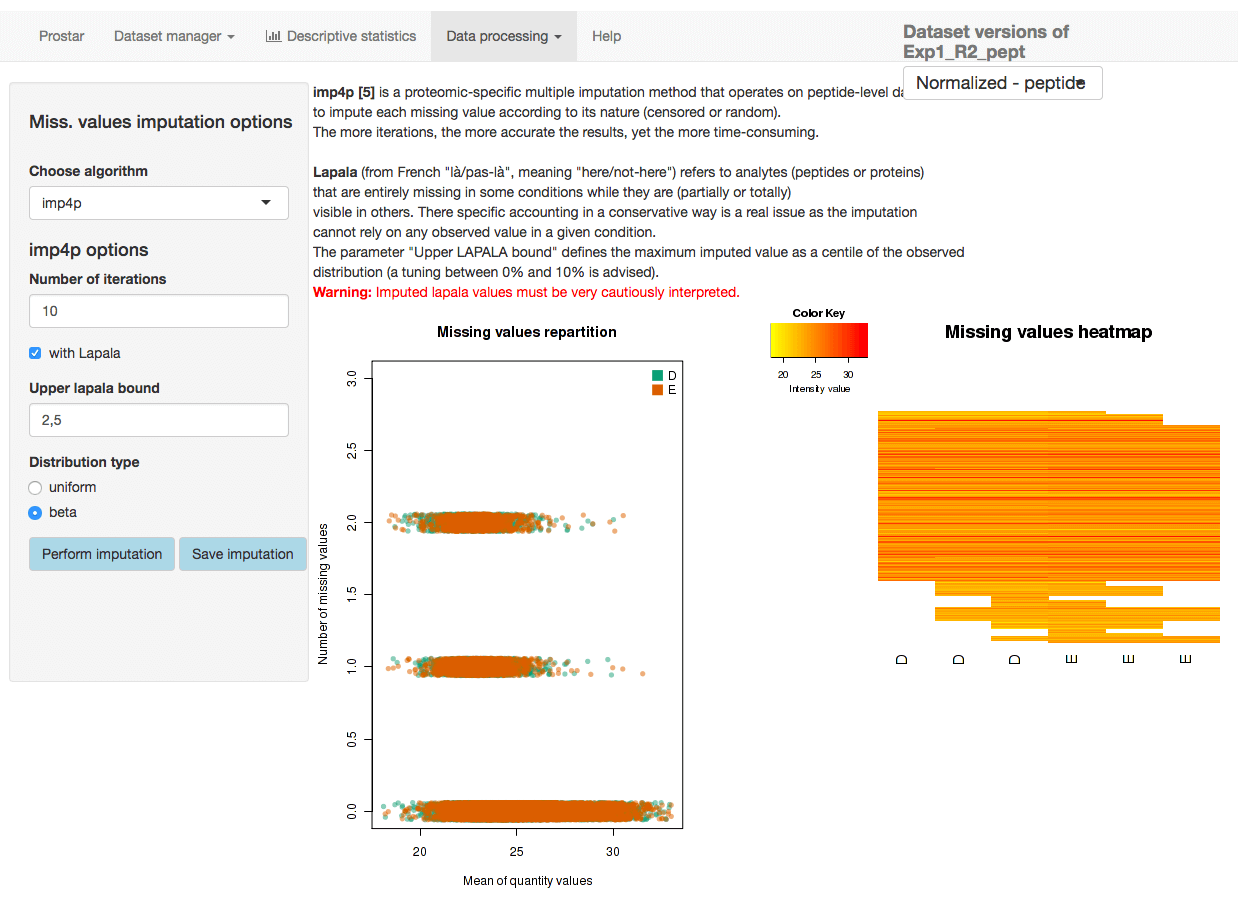 Prostar
Dataset manager
Descriptive statistics
Data processing
Help
Dataset versions of
Exp1_R2_pept
Normalized - peptide
Miss. values imputation options
Choose algorithm
imp4p
imp4p options
Number of iterations
10
with Lapala
Upper lapala bound
2,5
Distribution type
uniform
beta
Perform imputation
Save imputation
imp4p [5] is a proteomic-specific multiple imputation method that operates on peptide-level
to impute each missing value according to its nature (censored or random).
The more iterations, the more accurate the results, yet the more time-consuming.
Lapala (from French "là/pas-là", meaning "here/not-here") refers to analytes (peptides or proteins)
that are entirely missing in some conditions while they are (partially or totally)
visible in others. There specific accounting in a conservative way is a real issue as the imputation
cannot rely on any observed value in a given condition.
The parameter "Upper LAPALA bound" defines the maximum imputed value as a centile of the observed
distribution (a tuning between 0% and 10% is advised).
Warning: Imputed lapala values must be very cautiously interpreted.
Missing values repartition
D
E
3.0
2.5
2.0
1.5
1.0
0.5
0.0
Number of missing values
20 25 30
Mean of quantity values
Color Key
20 25 30
Intensity value
Missing values heatmap
D D D E E E